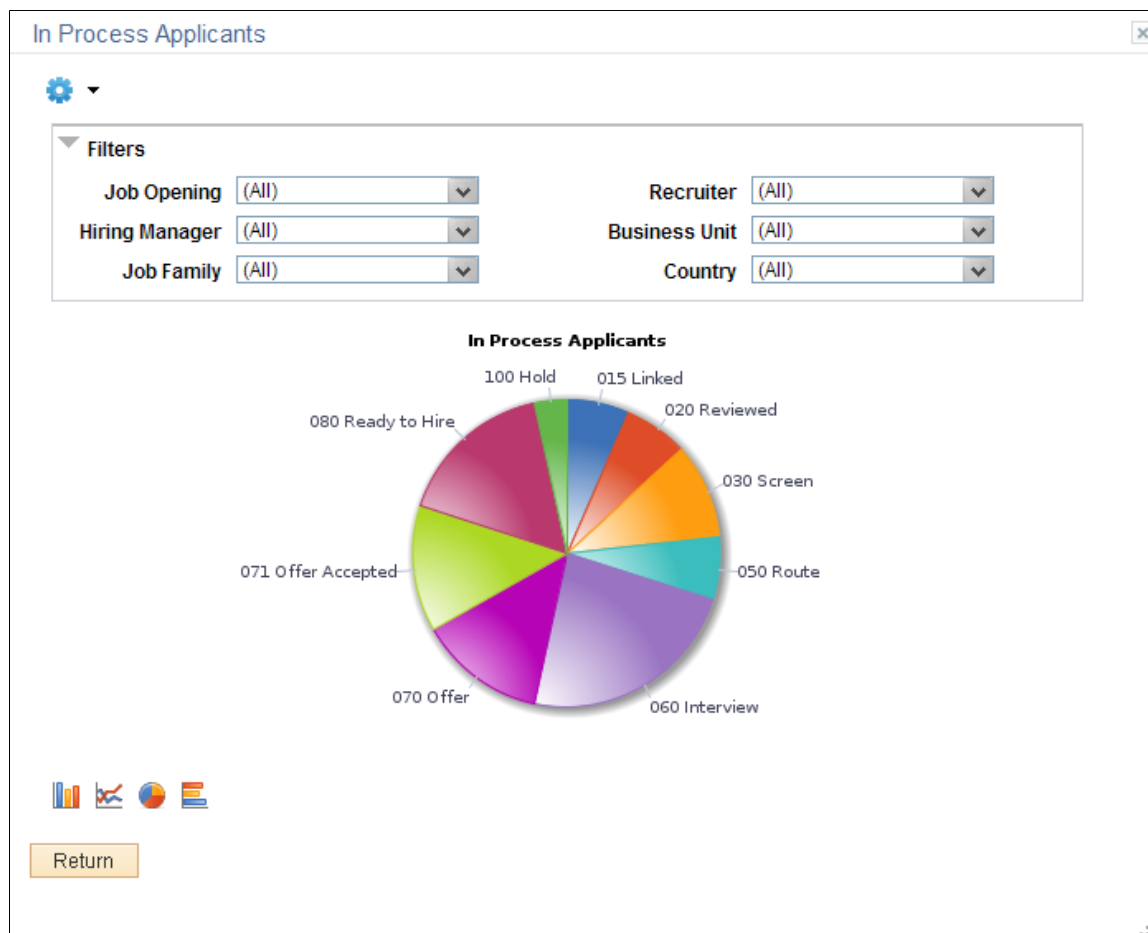 In Process Applicants
Filters
Job Opening (All) Recruiter (All)
Hiring Manager (All) Business Unit (All)
Job Family (All) Country (All)
In Process Applicants
100 Hold 015 Linked
020 Reviewed
080 Ready to Hire
030 Screen
071 Offer Accepted 050 Route
070 Offer
060 Interview
Return